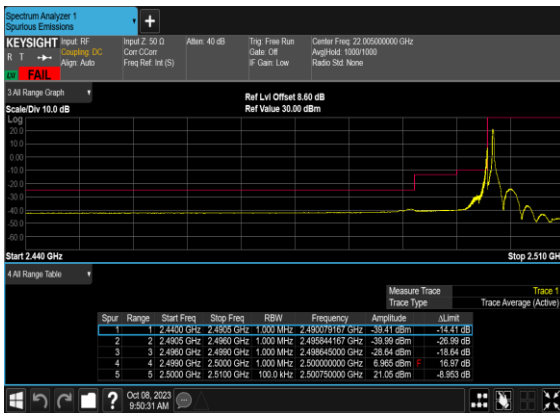 Spectrum Analyzer 1
Spurious Emissions
KEYSIGHT
R T
LV
FAIL
Input: RF
Coupling: DC
Align: Auto
Input Z: 50 Ω
Corr CCorr
Freq Ref: Int (S)
Atten: 40 dB
Trig: Free Run
Gate: Off
IF Gain: Low
Center Freq: 22.005000000 GHz
Avg|Hold: 1000/1000
Radio Std: None
3 All Range Graph
Scale/Div 10.0 dB
Ref Lvl Offset 8.60 dB
Ref Value 30.00 dBm
Log
20.0
10.0
0.00
-10.0
-20.0
-30.0
-40.0
-50.0
-60.0
Start 2.440 GHz
Stop 2.510 GH
4 All Range Table
Measure Trace Trace 1
Trace Type Trace Average (Active)
Spur Range Start Freq Stop Freq RBW Frequency Amplitude ΔLimit
1 1 2.4400 GHz 2.4905 GHz 1.000 MHz 2.490079167 GHz -39.41 dBm -14.41 dB
2 2 2.4905 GHz 2.4960 GHz 1.000 MHz 2.495844167 GHz -39.99 dBm -26.99 dB
3 3 2.4960 GHz 2.4990 GHz 1.000 MHz 2.498645000 GHz -28.64 dBm -18.64 dB
4 4 2.4990 GHz 2.5000 GHz 1.000 MHz 2.500000000 GHz 6.965 dBm F 16.97 dB
5 5 2.5000 GHz 2.5100 GHz 100.0 kHz 2.500750000 GHz 21.05 dBm -8.953 dB
Oct 08, 2023
9:50:31 AM